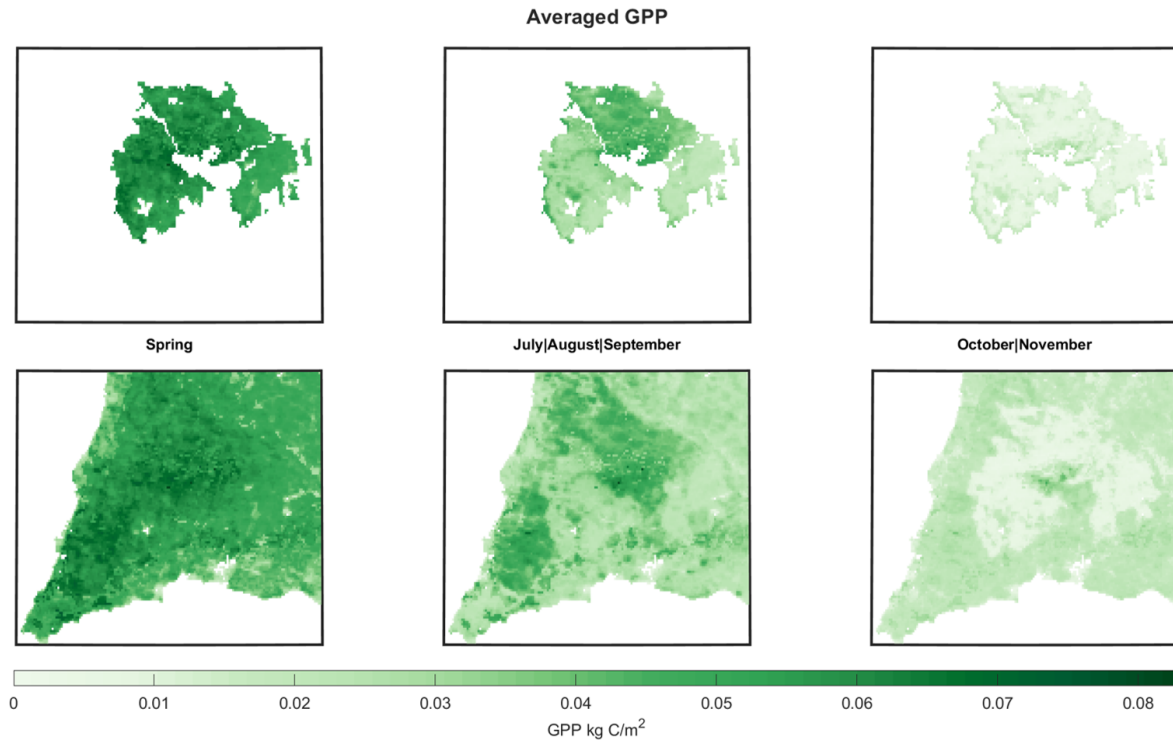 Averaged GPP
Spring
July|August|September
October|November
0 0.01 0.02 0.03 0.04 0.05 0.06 0.07 0.08
GPP kg C/m²